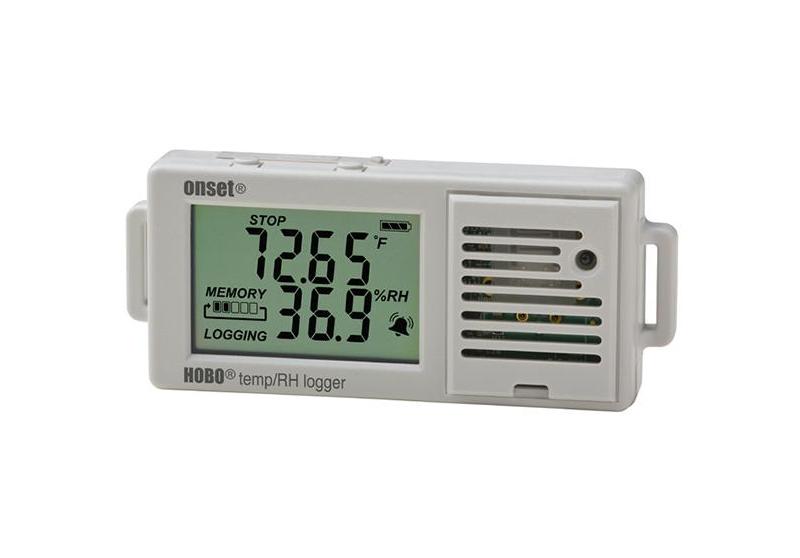 onset®
STOP
72.65 °F
MEMORY 36.9 %RH
LOGGING
HOBO® temp/RH logger